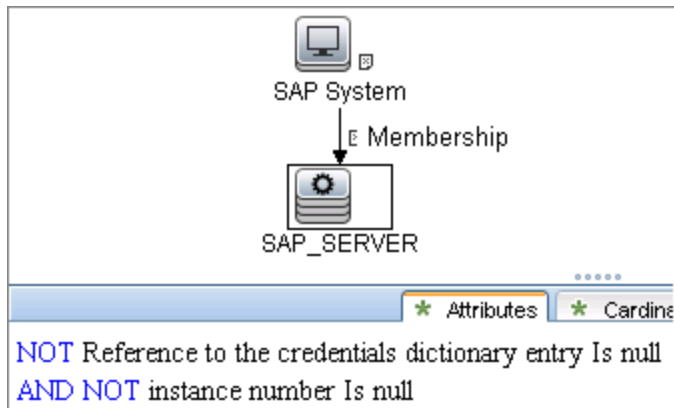 SAP System
Membership
SAP_SERVER
Attributes
Cardina
NOT Reference to the credentials dictionary entry Is null
AND NOT instance number Is null